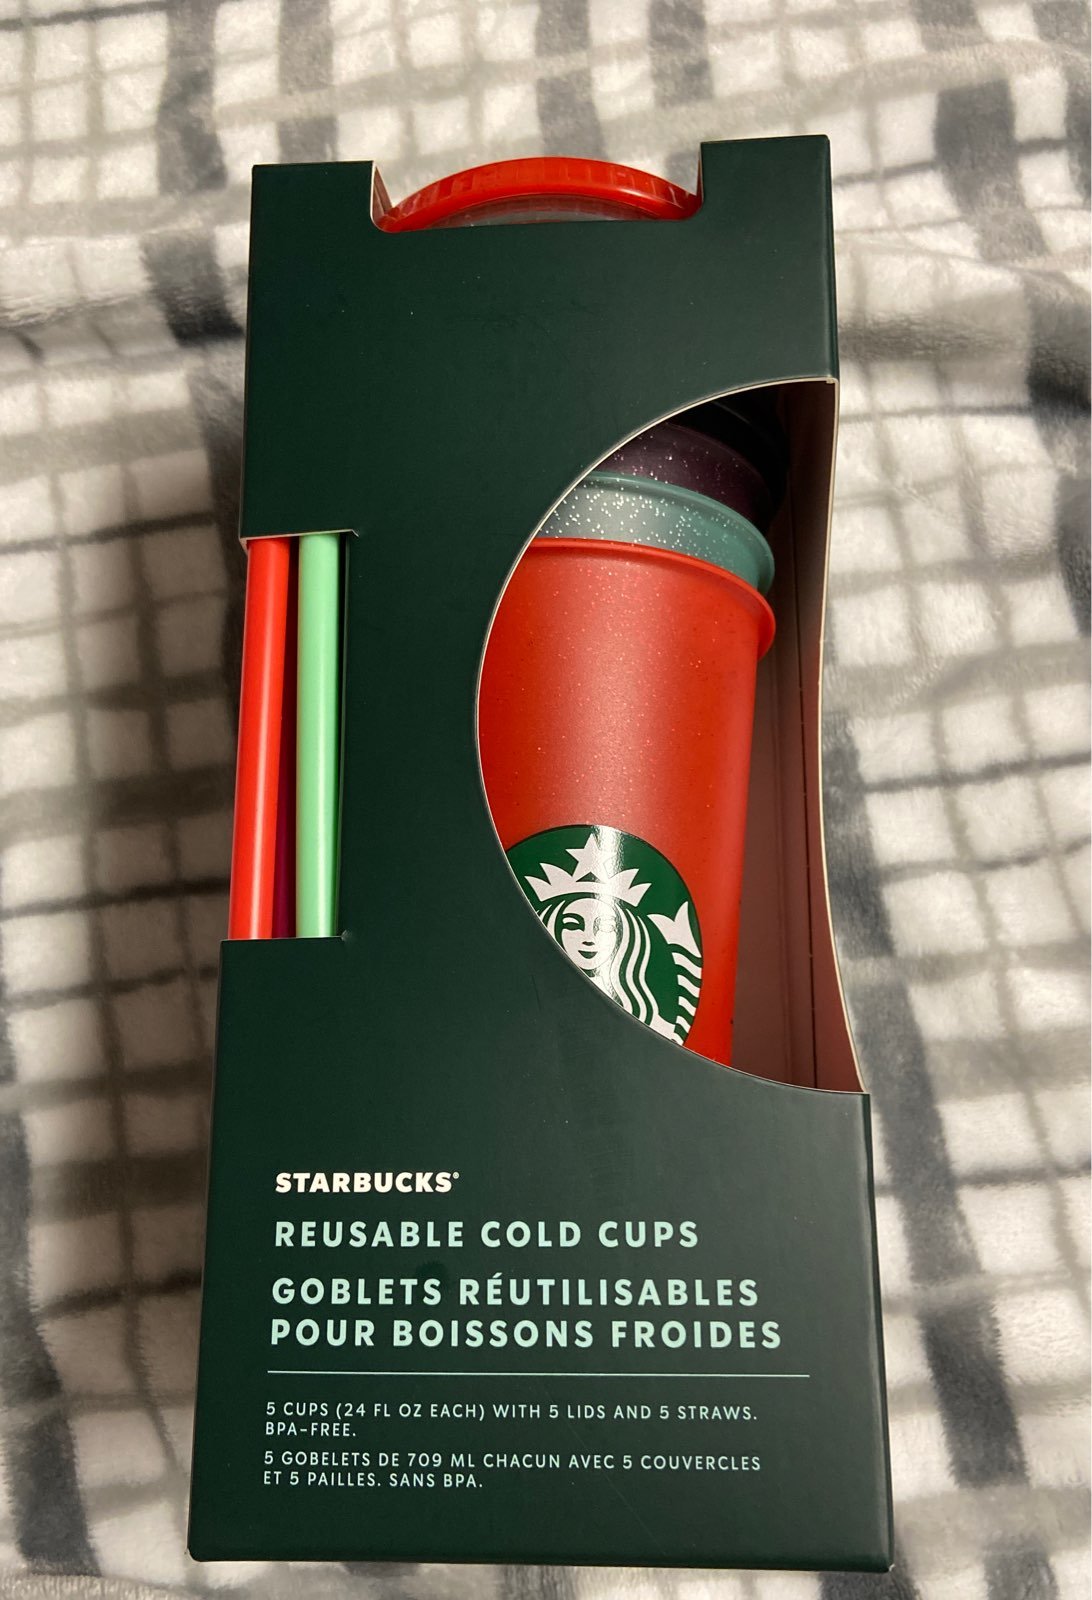 STARBUCKS®
REUSABLE COLD CUPS
GOBLETS RÉUTILISABLES
POUR BOISSONS FROIDES
5 CUPS (24 FL OZ EACH) WITH 5 LIDS AND 5 STRAWS.
BPA-FREE.
5 GOBELETS DE 709 ML CHACUN AVEC 5 COUVERCLES
ET 5 PAILLES. SANS BPA.